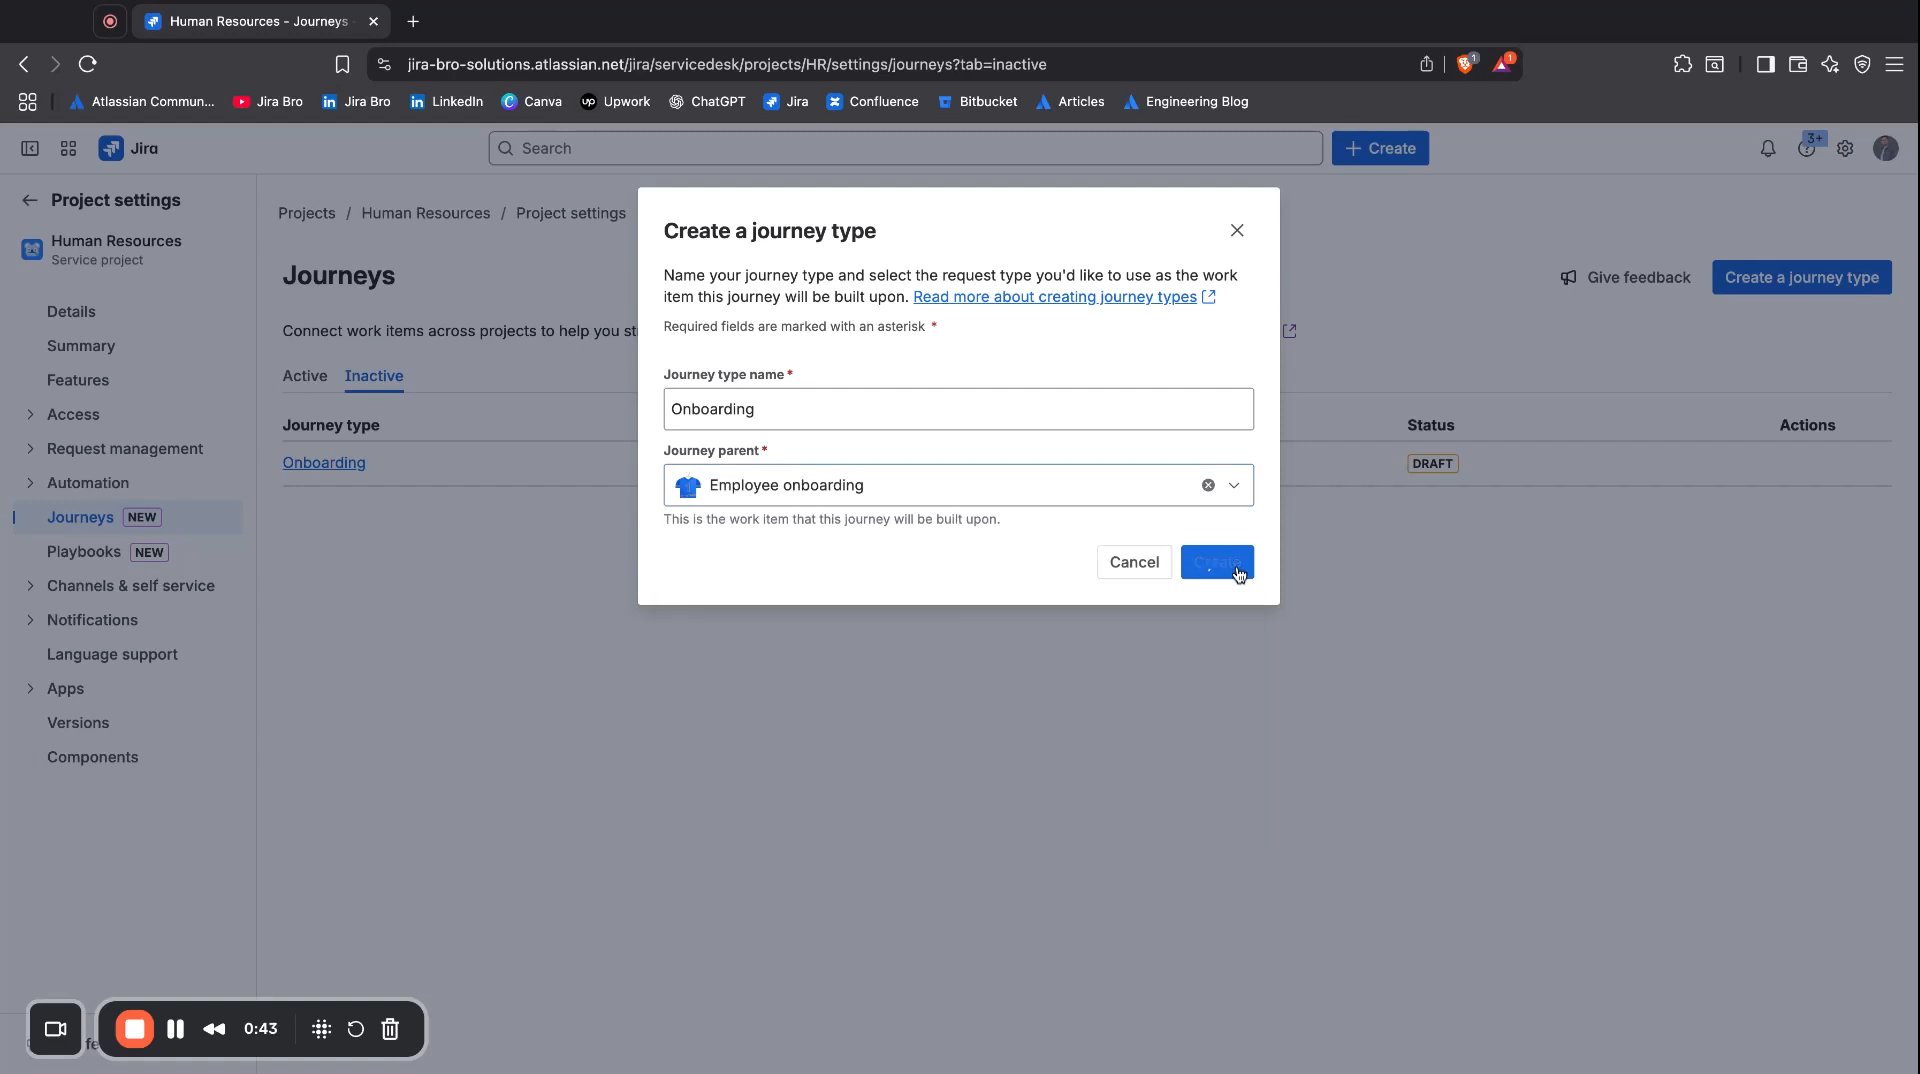 Human Resources - Journeys
jira-bro-solutions.atlassian.net/jira/servicedesk/projects/HR/settings/journeys?tab=inactive
1
1
Atlassian Commun...
Jira Bro
Jira Bro
LinkedIn
Canva
up Upwork
ChatGPT
Jira
Confluence
Bitbucket
Articles
Engineering Blog
Jira
Search
Create
3+
Project settings
Human Resources
Service project
Details
Summary
Features
Access
Request management
Automation
Journeys NEW
Playbooks NEW
Channels & self service
Notifications
Language support
Apps
Versions
Components
Projects / Human Resources / Project settings
Journeys
Give feedback
Create a journey type
Connect work items across projects to help you
Active
Inactive
Journey type
Status
Actions
Onboarding
DRAFT
Create a journey type
Name your journey type and select the request type you'd like to use as the work
item this journey will be built upon. Read more about creating journey types
Required fields are marked with an asterisk *
Journey type name *
Onboarding
Journey parent *
Employee onboarding
This is the work item that this journey will be built upon.
Cancel
Create
0:43